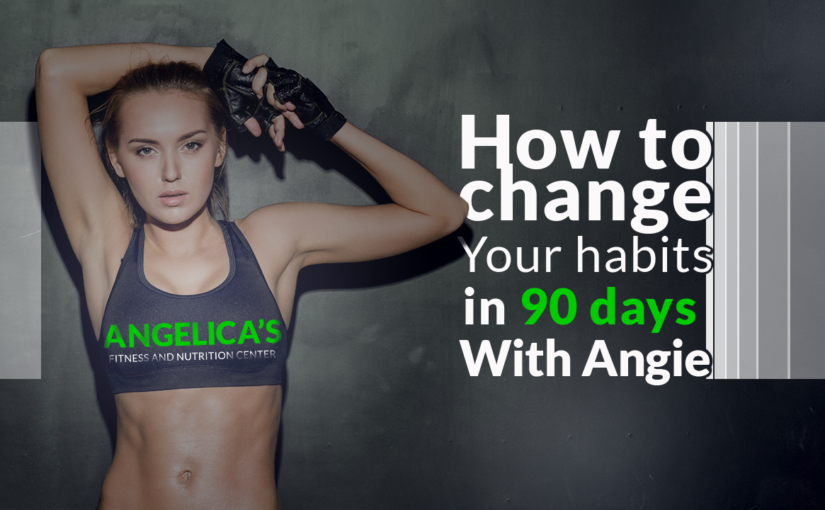 ANGELICA'S
FITNESS AND NUTRITION CENTER
How to
change
Your habits
in 90 days
With Angie